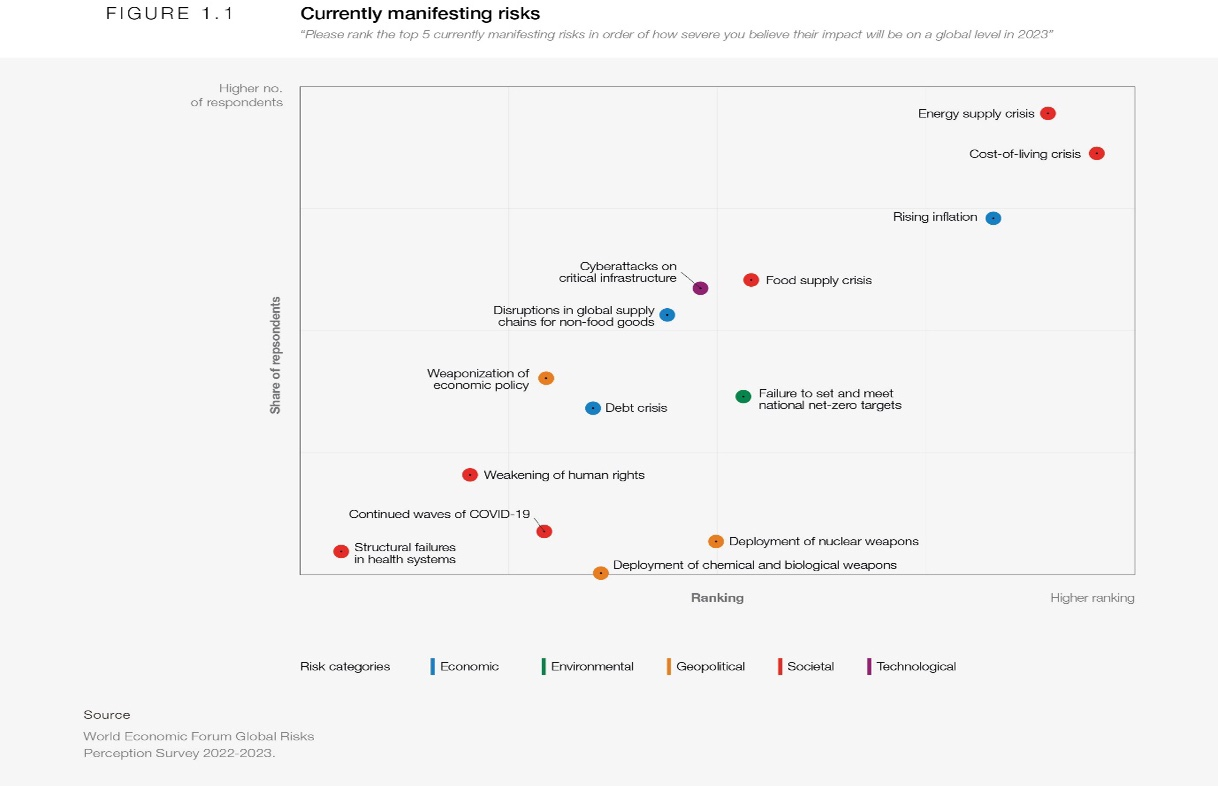 FIGURE 1.1
Currently manifesting risks
“Please rank the top 5 currently manifesting risks in order of how severe you believe their impact will be on a global level in 2023”
Higher no.
of respondents
Energy supply crisis
Cost-of-living crisis
Rising inflation
Cyberattacks on
critical infrastructure
Food supply crisis
Disruptions in global supply
chains for non-food goods
Share of repsondents
Weaponization of
economic policy
Failure to set and meet
national net-zero targets
Debt crisis
Weakening of human rights
Continued waves of COVID-19
Structural failures
in health systems
Deployment of nuclear weapons
Deployment of chemical and biological weapons
Ranking
Higher ranking
Risk categories
Economic
Environmental
Geopolitical
Societal
Technological
Source
World Economic Forum Global Risks
Perception Survey 2022-2023.